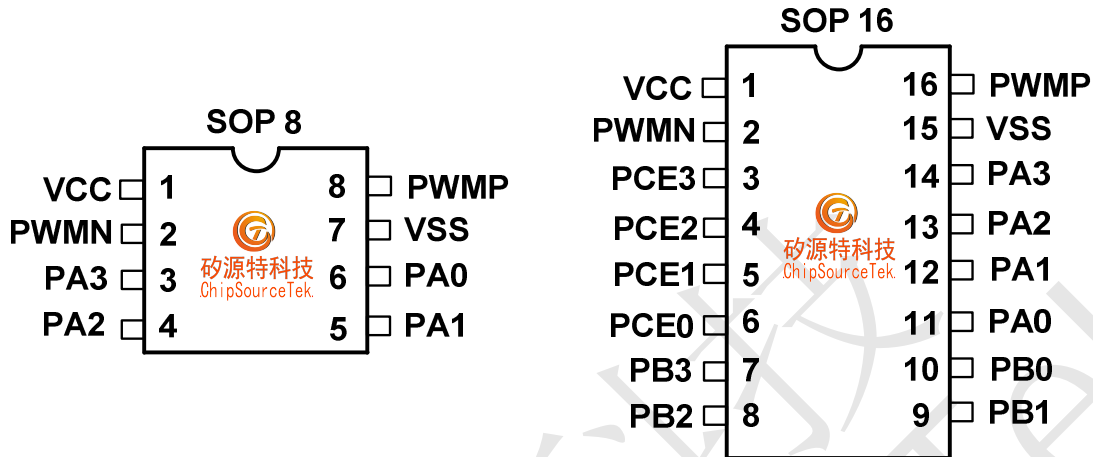 SOP 8
VCC 1 8 PWMP
PWMN 2 7 VSS
PA3 3 6 PA0
PA2 4 5 PA1
矽源特科技
ChipSourceTek.
SOP 16
VCC 1 16 PWMP
PWMN 2 15 VSS
PCE3 3 14 PA3
PCE2 4 13 PA2
PCE1 5 12 PA1
PCE0 6 11 PA0
PB3 7 10 PB0
PB2 8 9 PB1
矽源特科技
ChipSourceTek.